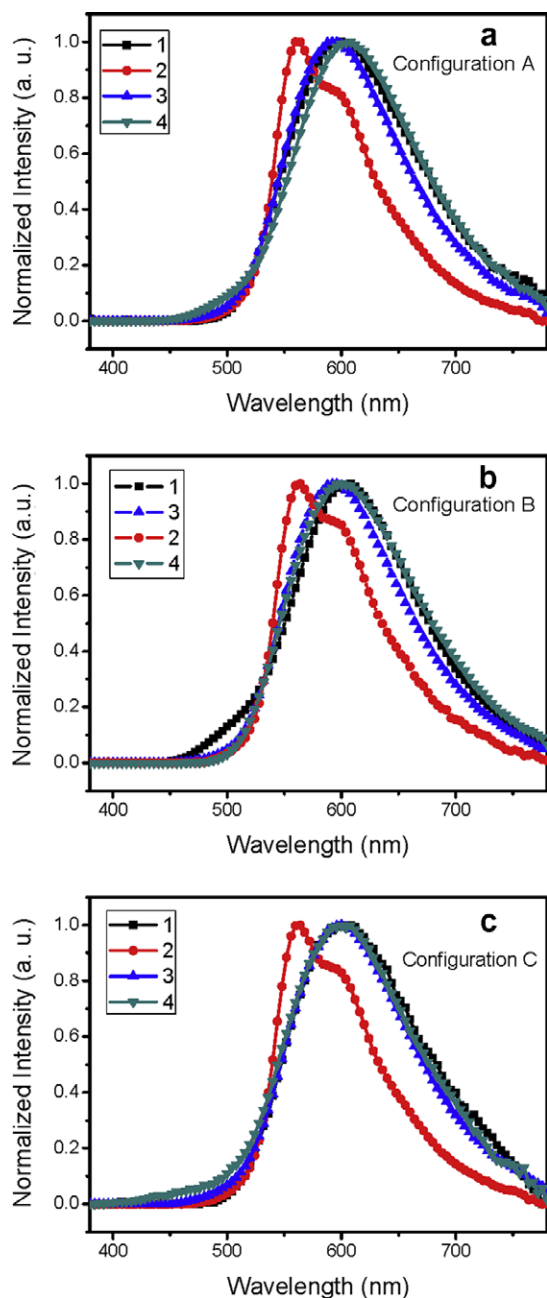 a
Configuration A
1
2
3
4
Normalized Intensity (a. u.)
1.0
0.8
0.6
0.4
0.2
0.0
400 500 600 700
Wavelength (nm)
b
Configuration B
1
3
2
4
Normalized Intensity (a.u.)
1.0
0.8
0.6
0.4
0.2
0.0
400 500 600 700
Wavelength (nm)
c
Configuration C
1
2
3
4
Normalized Intensity (a. u.)
1.0
0.8
0.6
0.4
0.2
0.0
400 500 600 700
Wavelength (nm)